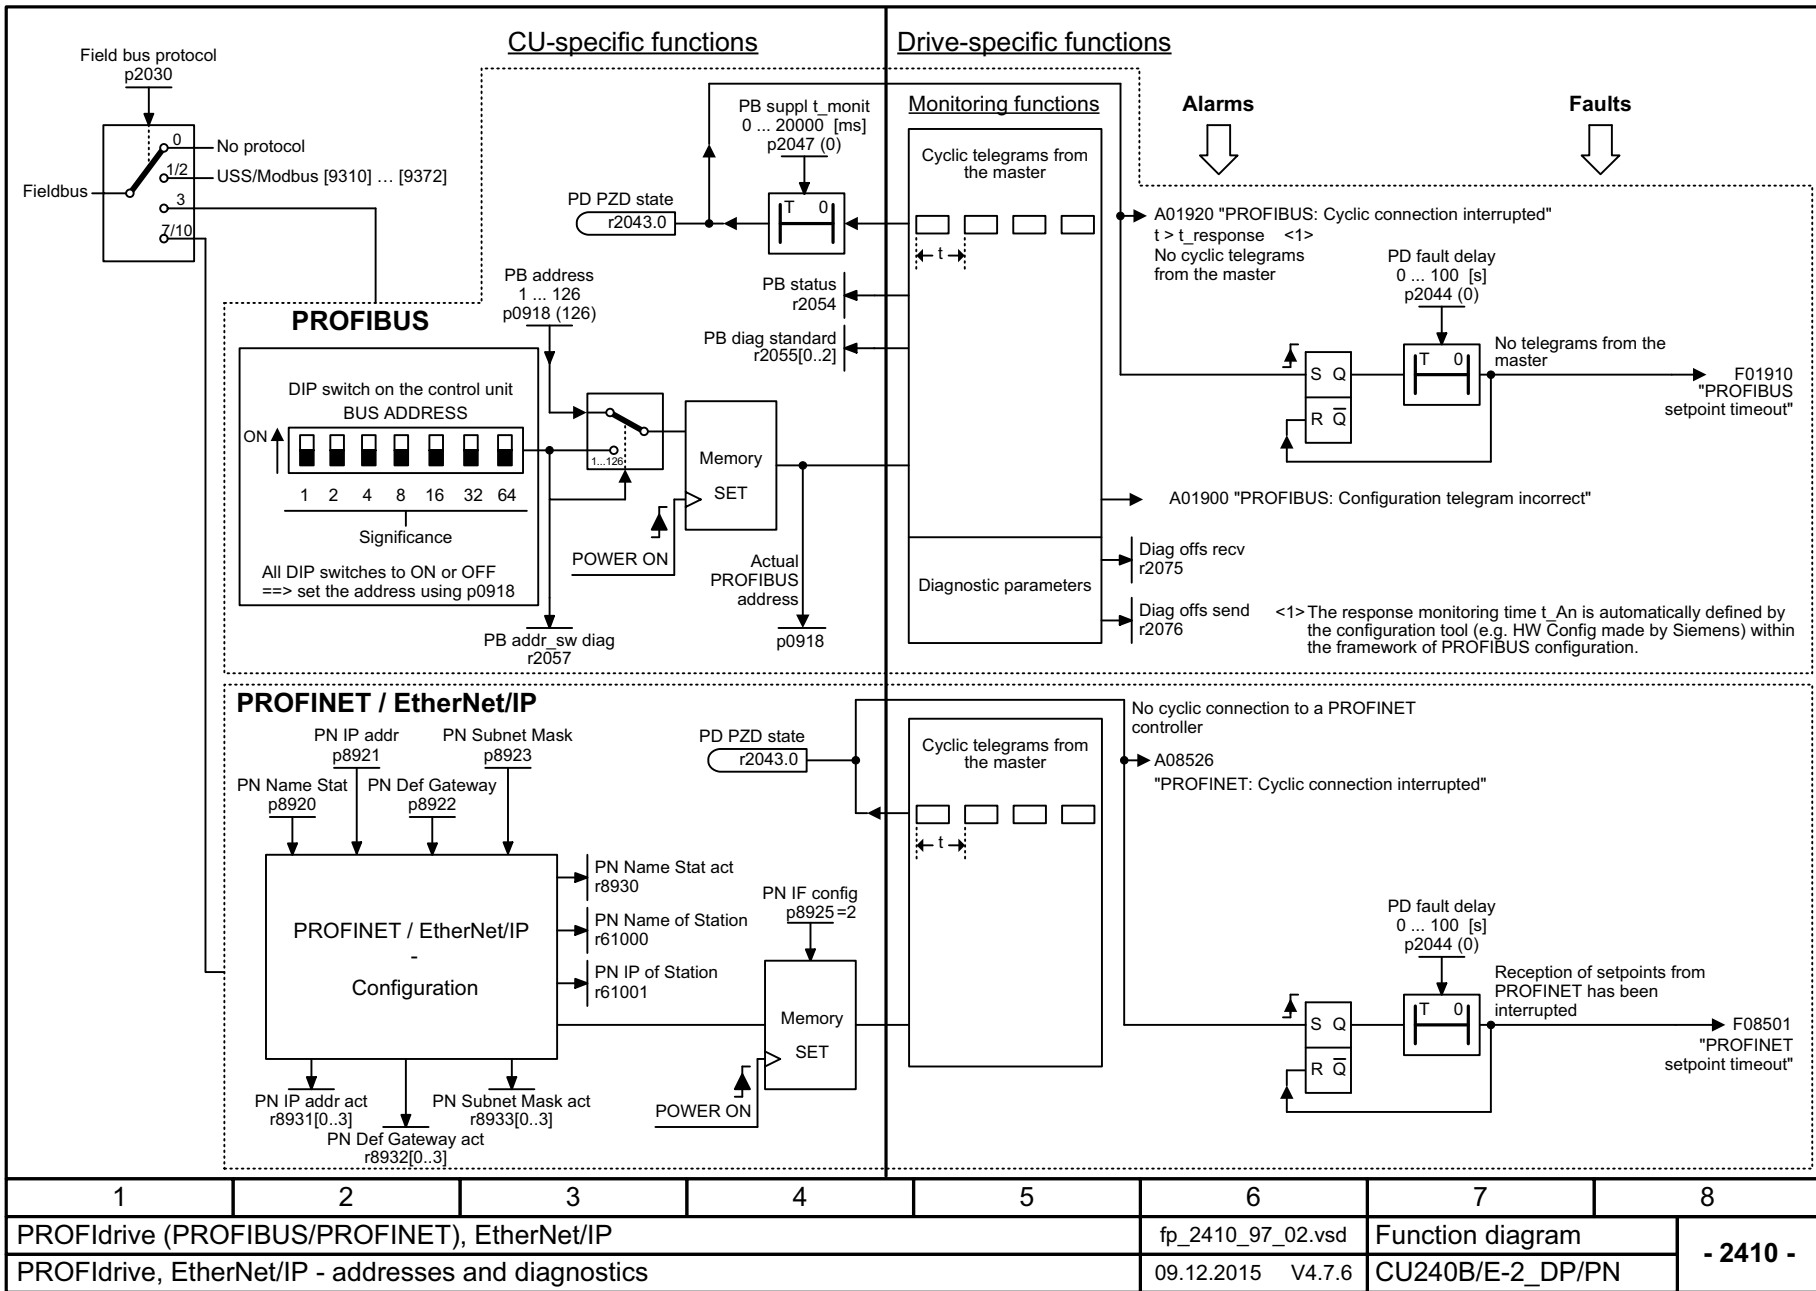 CU-specific functions
Drive-specific functions
Field bus protocol
p2030
0
No protocol
1/2
USS/Modbus [9310] … [9372]
Fieldbus
3
7/10
PB suppl t_monit
0 ... 20000 [ms]
p2047 (0)
T 0
PD PZD state
r2043.0
Monitoring functions
Cyclic telegrams from
the master
t
Alarms
Faults
A01920 "PROFIBUS: Cyclic connection interrupted"
t > t_response <1>
No cyclic telegrams
from the master
PD fault delay
0 ... 100 [s]
p2044 (0)
T 0
S Q
R Q̅
No telegrams from the
master
F01910
"PROFIBUS
setpoint timeout"
PB status
r2054
PB diag standard
r2055[0..2]
PB address
1 ... 126
p0918 (126)
PROFIBUS
DIP switch on the control unit
BUS ADDRESS
ON
1 2 4 8 16 32 64
Significance
All DIP switches to ON or OFF
==> set the address using p0918
1...126
Memory
SET
POWER ON
Actual
PROFIBUS
address
p0918
PB addr_sw diag
r2057
A01900 "PROFIBUS: Configuration telegram incorrect"
Diagnostic parameters
Diag offs recv
r2075
Diag offs send
r2076
<1> The response monitoring time t_An is automatically defined by
the configuration tool (e.g. HW Config made by Siemens) within
the framework of PROFIBUS configuration.
PROFINET / EtherNet/IP
PN IP addr
p8921
PN Subnet Mask
p8923
PN Name Stat
p8920
PN Def Gateway
p8922
PROFINET / EtherNet/IP
-
Configuration
PN Name Stat act
r8930
PN Name of Station
r61000
PN IP of Station
r61001
PN IP addr act
r8931[0..3]
PN Subnet Mask act
r8933[0..3]
PN Def Gateway act
r8932[0..3]
PN IF config
p8925=2
Memory
SET
POWER ON
PD PZD state
r2043.0
Cyclic telegrams from
the master
t
No cyclic connection to a PROFINET
controller
A08526
"PROFINET: Cyclic connection interrupted"
PD fault delay
0 ... 100 [s]
p2044 (0)
T 0
S Q
R Q̅
Reception of setpoints from
PROFINET has been
interrupted
F08501
"PROFINET
setpoint timeout"
1 2 3 4 5 6 7 8
PROFIdrive (PROFIBUS/PROFINET), EtherNet/IP
fp_2410_97_02.vsd
Function diagram
- 2410 -
PROFIdrive, EtherNet/IP - addresses and diagnostics
09.12.2015 V4.7.6
CU240B/E-2_DP/PN